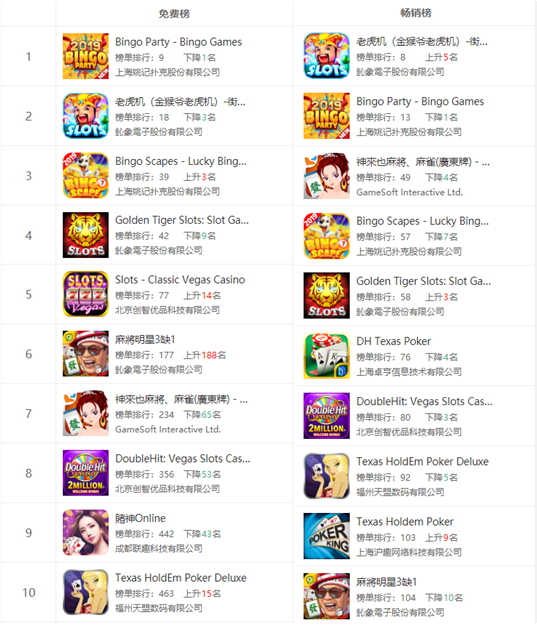 免费榜
畅销榜
1
Bingo Party - Bingo Games
榜单排行：9 下降1名
上海姚记扑克股份有限公司
老虎机（金猴爷老虎机）-街...
榜单排行：8 上升5名
鈊象電子股份有限公司
2
老虎机（金猴爷老虎机）-街...
榜单排行：18 下降3名
鈊象電子股份有限公司
Bingo Party - Bingo Games
榜单排行：13 下降1名
上海姚记扑克股份有限公司
3
Bingo Scapes - Lucky Bing...
榜单排行：39 上升3名
上海姚记扑克股份有限公司
神來也麻將、麻雀(廣東牌) - ...
榜单排行：49 下降4名
GameSoft Interactive Ltd.
4
Golden Tiger Slots: Slot Ga...
榜单排行：42 下降9名
鈊象電子股份有限公司
Bingo Scapes - Lucky Bing...
榜单排行：57 下降7名
上海姚记扑克股份有限公司
5
Slots - Classic Vegas Casino
榜单排行：77 上升14名
北京创智优品科技有限公司
Golden Tiger Slots: Slot Ga...
榜单排行：58 上升3名
鈊象電子股份有限公司
6
麻將明星3缺1
榜单排行：177 上升188名
鈊象電子股份有限公司
DH Texas Poker
榜单排行：76 下降4名
上海卓亨信息技术有限公司
7
神來也麻將、麻雀(廣東牌) - ...
榜单排行：234 下降65名
GameSoft Interactive Ltd.
DoubleHit: Vegas Slots Cas...
榜单排行：80 下降3名
北京创智优品科技有限公司
8
DoubleHit: Vegas Slots Cas...
榜单排行：356 下降53名
北京创智优品科技有限公司
Texas HoldEm Poker Deluxe
榜单排行：92 下降5名
福州天盟数码有限公司
9
賭神Online
榜单排行：442 下降43名
成都联趣科技有限公司
Texas Holdem Poker
榜单排行：103 上升9名
上海沪趣网络科技有限公司
10
Texas HoldEm Poker Deluxe
榜单排行：463 上升15名
福州天盟数码有限公司
麻將明星3缺1
榜单排行：104 下降10名
鈊象電子股份有限公司